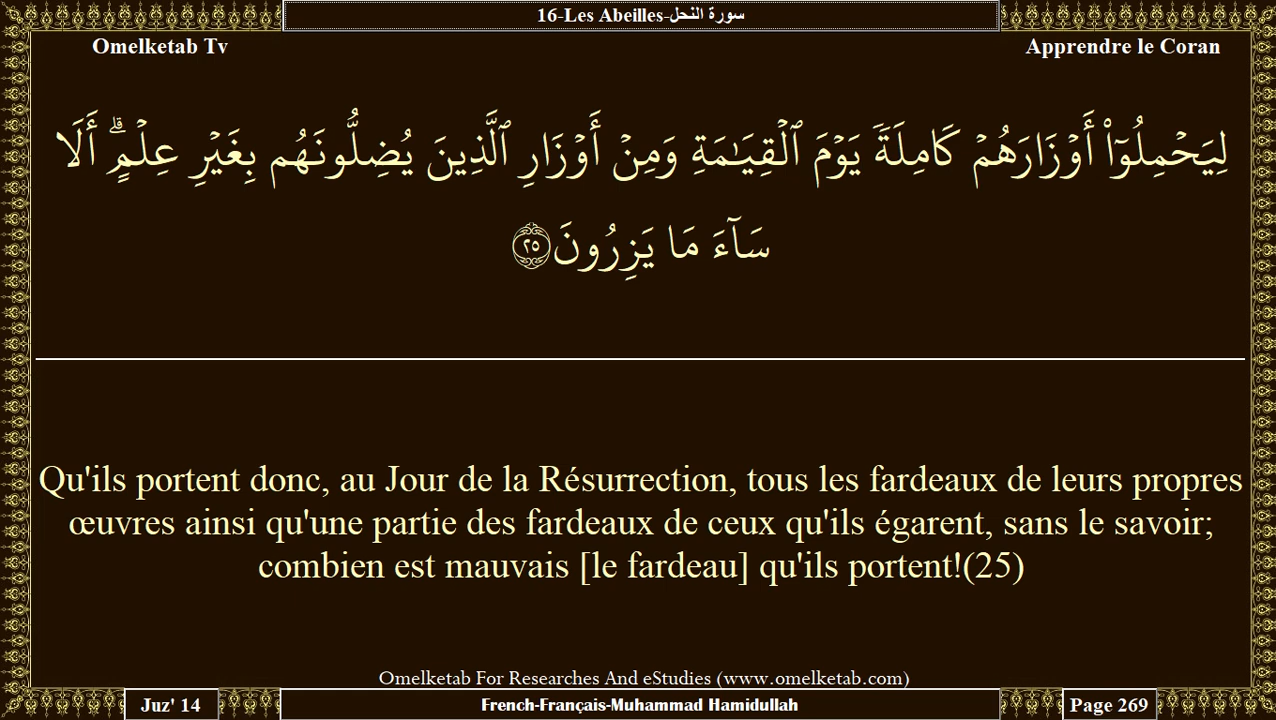 16-Les Abeilles-سورة النحل
Omelketab Tv
Apprendre le Coran
لِيَحْمِلُوٓا۟ أَوْزَارَهُمْ كَامِلَةً يَوْمَ ٱلْقِيَـٰمَةِ وَمِنْ أَوْزَارِ ٱلَّذِينَ يُضِلُّونَهُم بِغَيْرِ عِلْمٍ ۗ أَلَا
سَآءَ مَا يَزِرُونَ ٢٥
Qu'ils portent donc, au Jour de la Résurrection, tous les fardeaux de leurs propres
œuvres ainsi qu'une partie des fardeaux de ceux qu'ils égarent, sans le savoir;
combien est mauvais [le fardeau] qu'ils portent!(25)
Omelketab For Researches And eStudies (www.omelketab.com)
Juz' 14
French-Français-Muhammad Hamidullah
Page 269